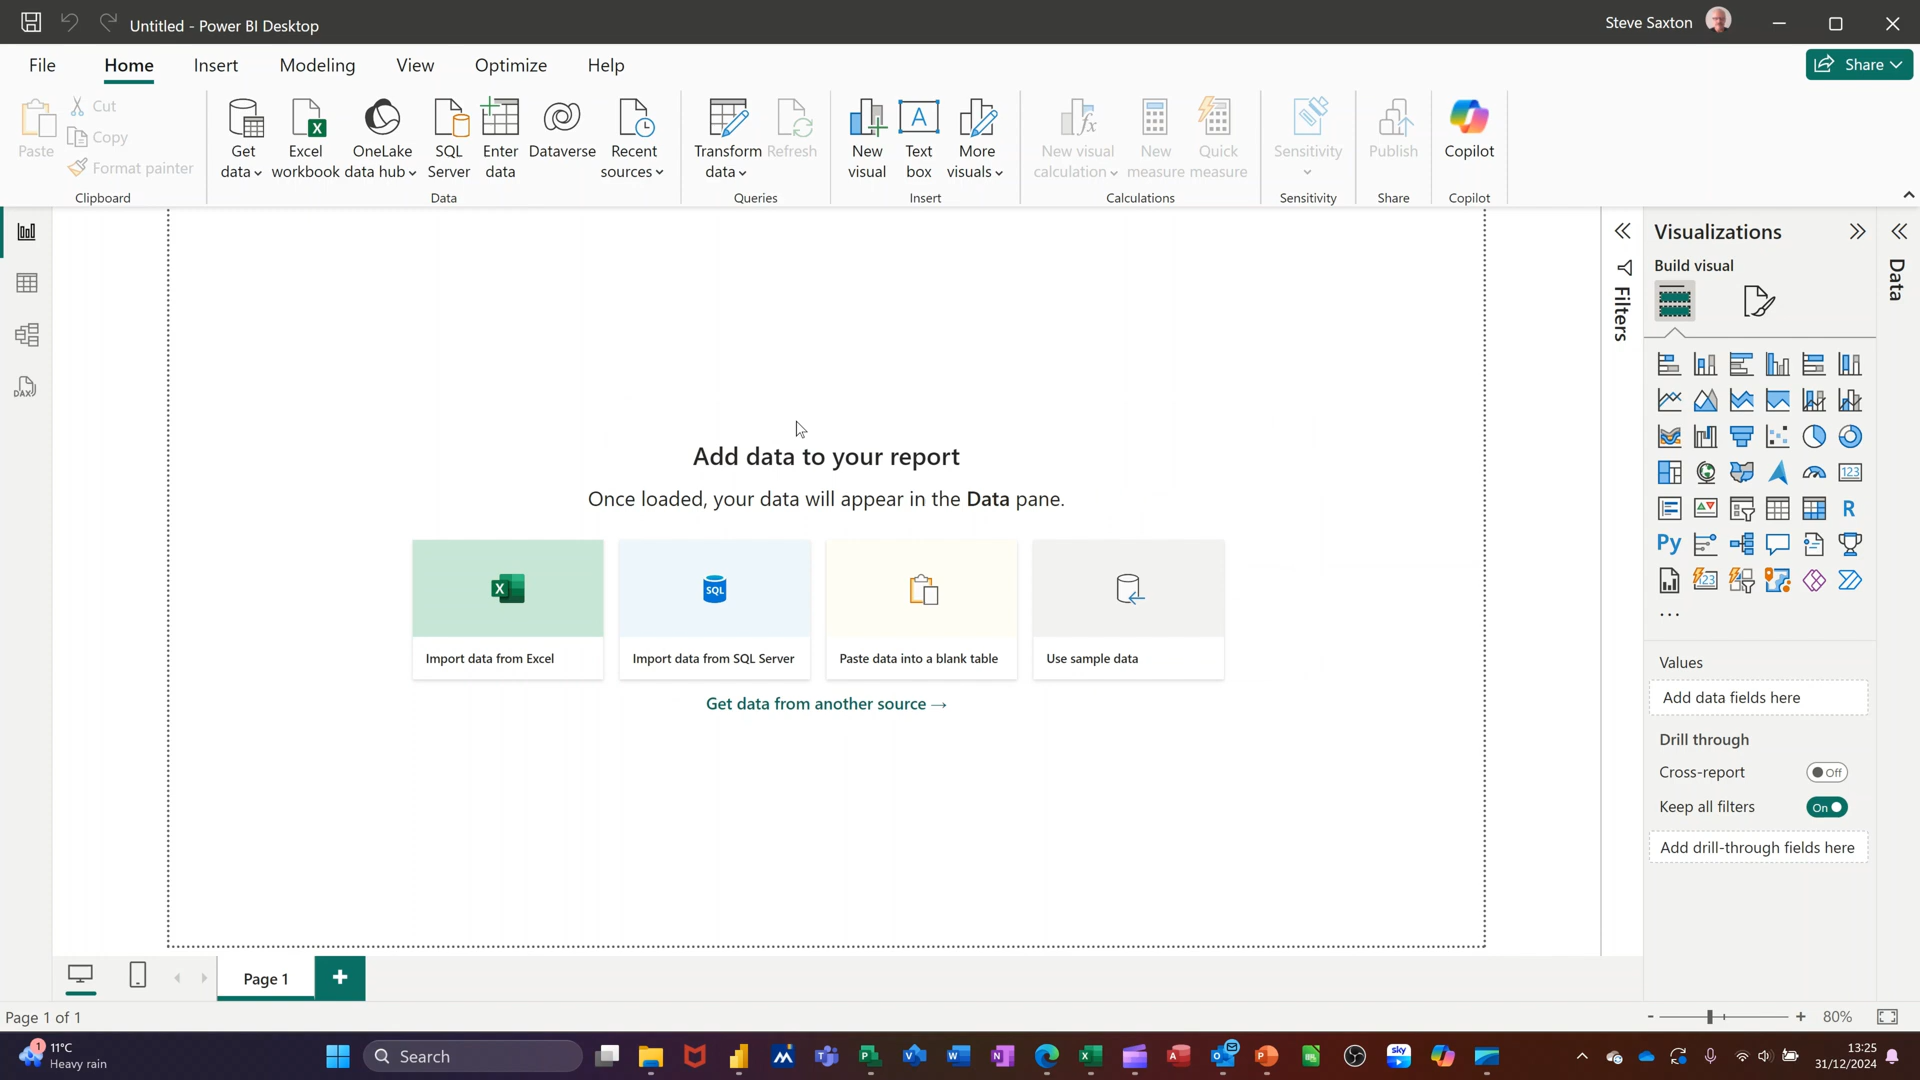 Untitled - Power BI Desktop
Steve Saxton
File Home Insert Modeling View Optimize Help
Share
Paste
Cut
Copy
Format painter
Clipboard
Get data
Excel workbook
OneLake data hub
SQL Server
Enter data
Dataverse
Recent sources
Data
Transform data
Refresh
Queries
New visual
Text box
A
More visuals
Insert
New visual calculation
New measure
Quick measure
Calculations
Sensitivity
Sensitivity
Publish
Share
Copilot
Copilot
DAX
Add data to your report
Once loaded, your data will appear in the Data pane.
SQL
Import data from Excel
Import data from SQL Server
Paste data into a blank table
Use sample data
Get data from another source →
Filters
Visualizations
Build visual
123
R
Py
123
...
Values
Add data fields here
Drill through
Cross-report
Off
Keep all filters
On
Add drill-through fields here
Data
Page 1
Page 1 of 1
- + 80%
1
11°C
Heavy rain
Search
sky
13:25
31/12/2024